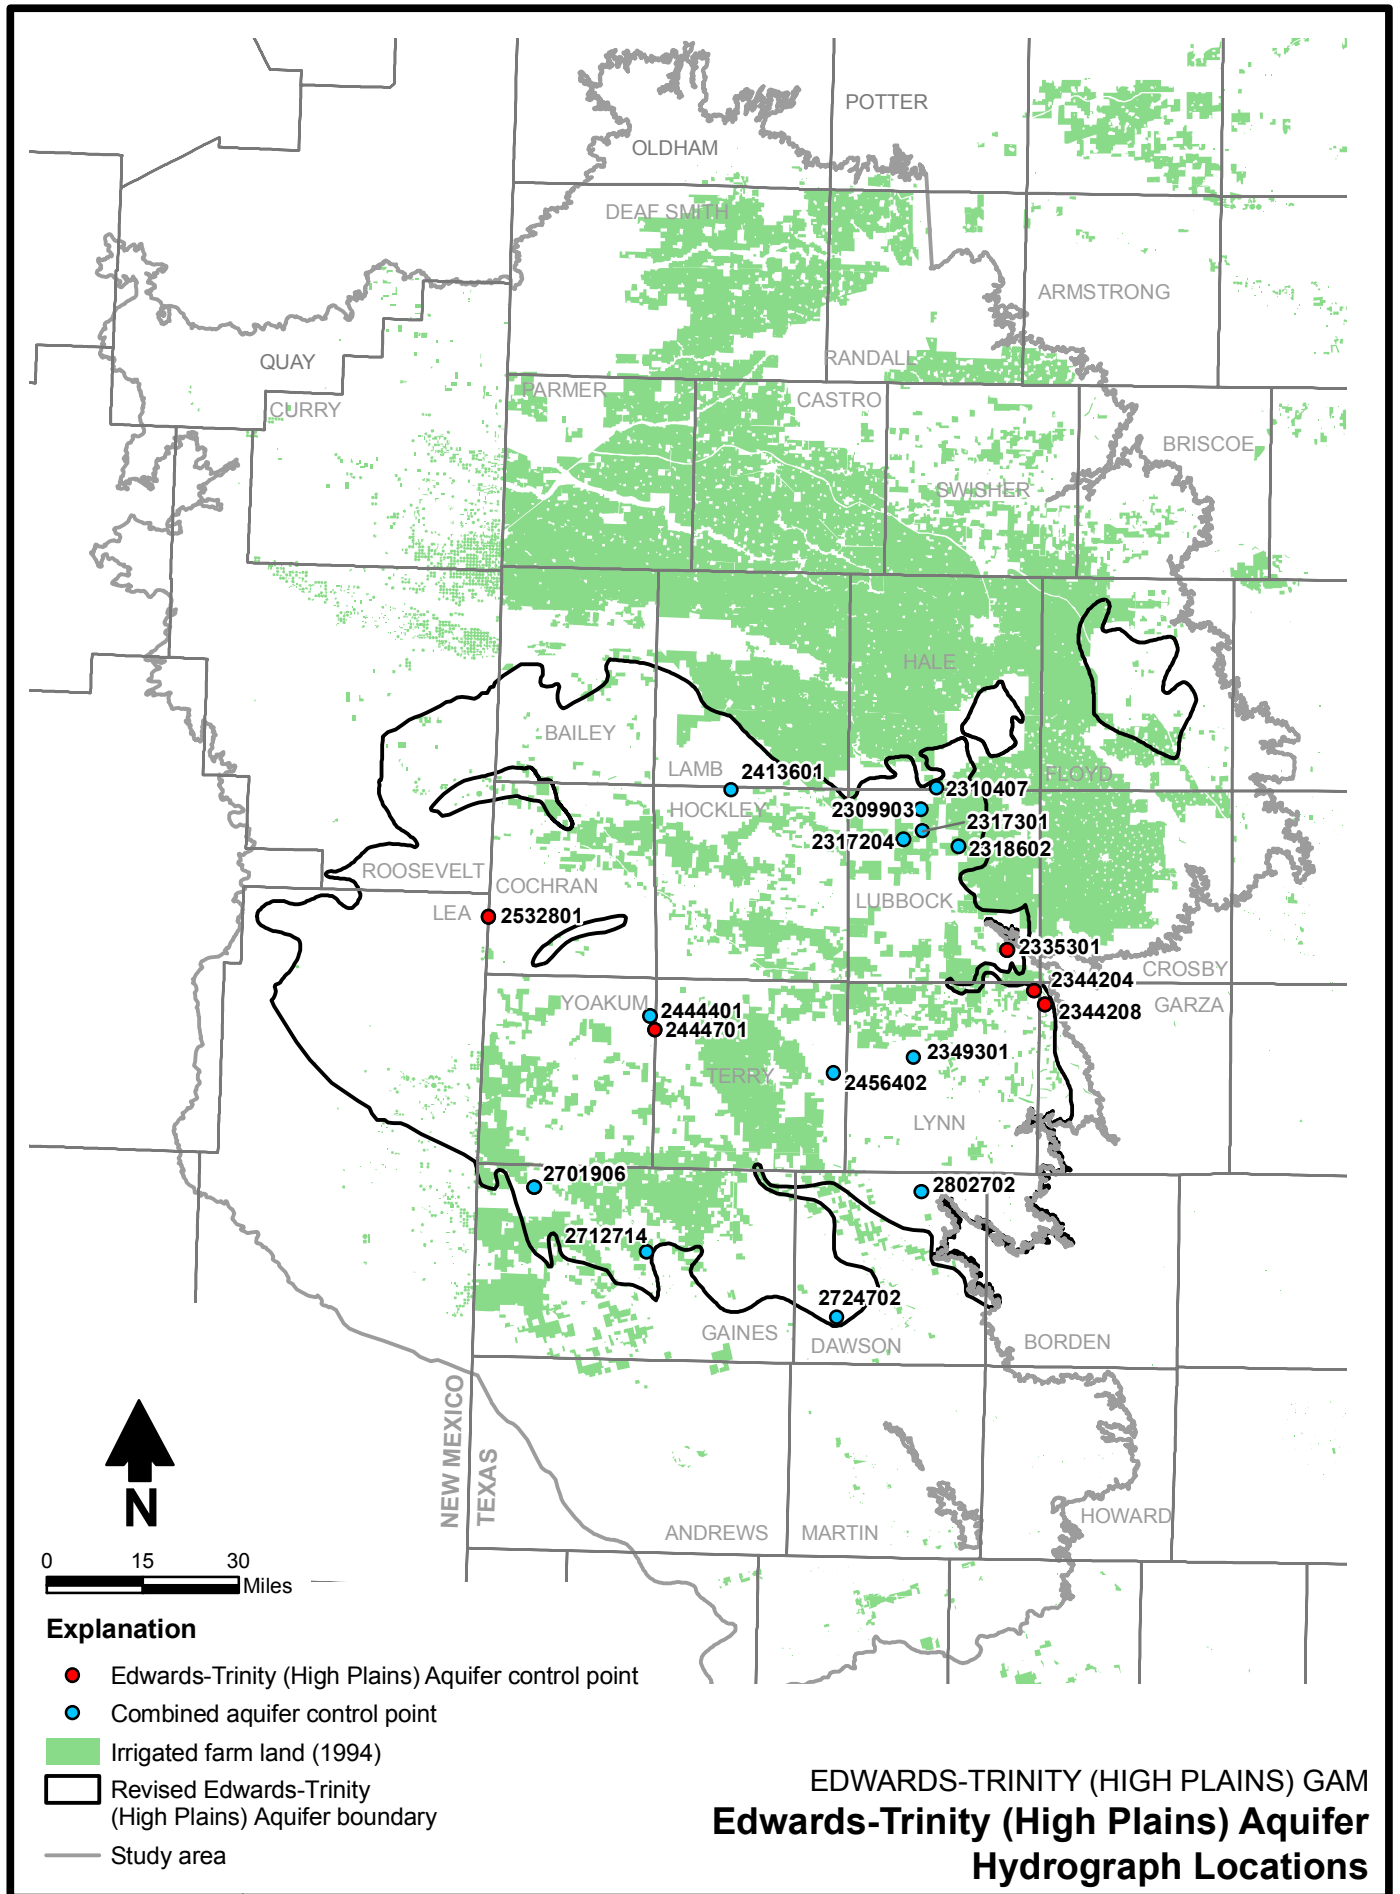 POTTER
OLDHAM
DEAF SMITH
ARMSTRONG
QUAY
RANDALL
PARMER
CASTRO
CURRY
BRISCOE
SWISHER
HALE
BAILEY
LAMB
2413601
FLOYD
2310407
HOCKLEY
2309903
2317301
2317204
2318602
ROOSEVELT
COCHRAN
LUBBOCK
LEA
2532801
2335301
CROSBY
2344204
YOAKUM
2444401
2344208
GARZA
2444701
2349301
TERRY
2456402
LYNN
2701906
2802702
2712714
2724702
GAINES
DAWSON
BORDEN
NEW MEXICO
TEXAS
N
HOWARD
ANDREWS
MARTIN
0 15 30
Miles
Explanation
Edwards-Trinity (High Plains) Aquifer control point
Combined aquifer control point
Irrigated farm land (1994)
Revised Edwards-Trinity
(High Plains) Aquifer boundary
Study area
EDWARDS-TRINITY (HIGH PLAINS) GAM
Edwards-Trinity (High Plains) Aquifer
Hydrograph Locations